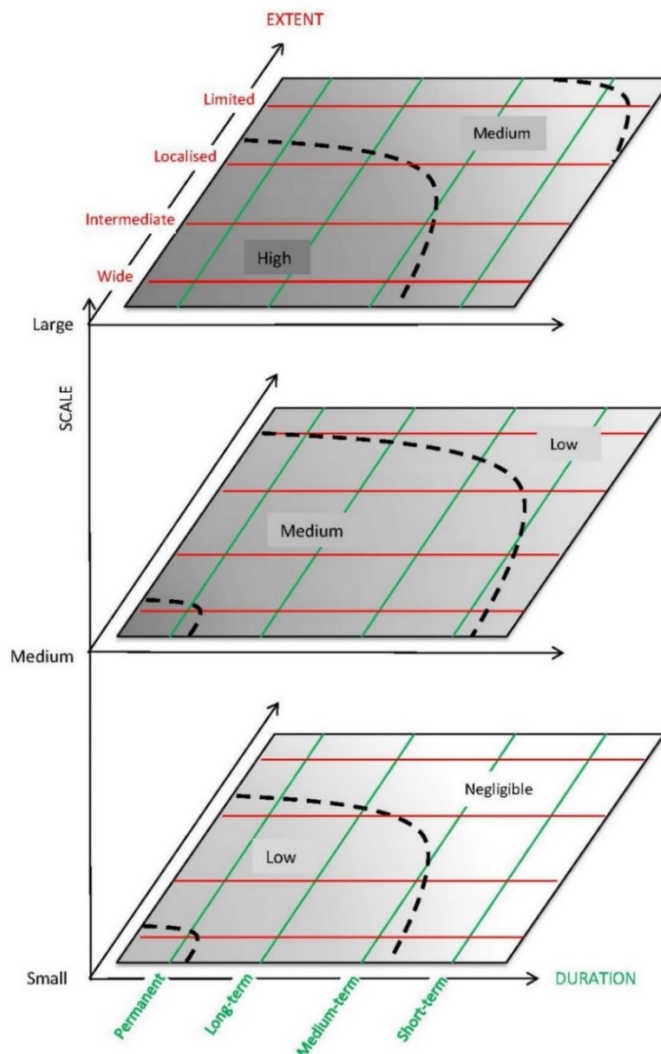 EXTENT
Limited
Medium
Localised
Intermediate
High
Wide
Large
SCALE
Low
Medium
Medium
Negligible
Low
Small
DURATION
Permanent
Long-term
Medium-term
Short-term